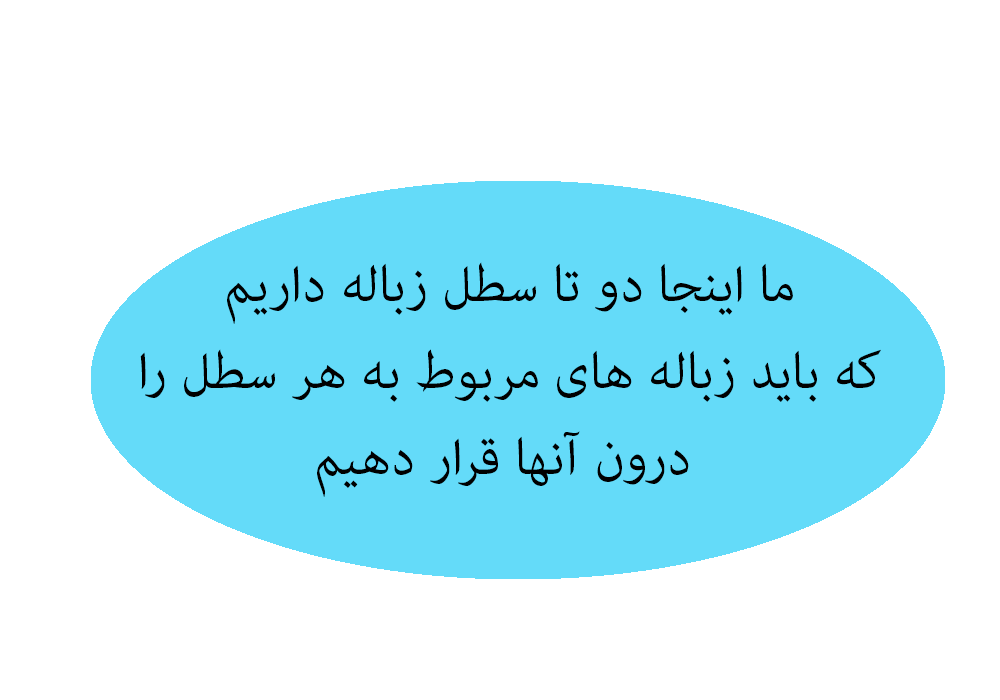 ما اینجا دو تا سطل زباله داریم
که باید زباله های مربوط به هر سطل را
درون آنها قرار دهیم